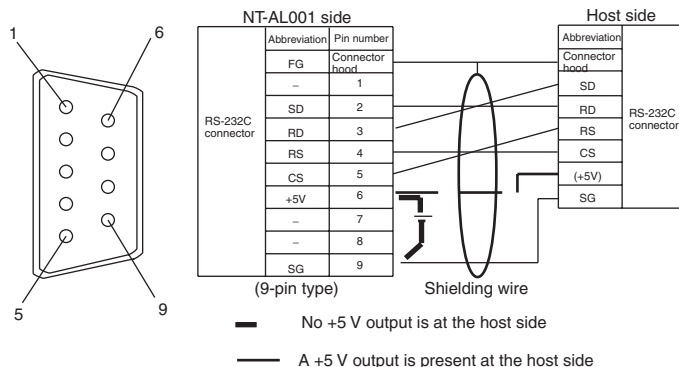 NT-AL001 side
Host side
1
6
5
9
Abbreviation Pin number
FG Connector hood
– 1
SD 2
RD 3
RS 4
CS 5
+5V 6
– 7
– 8
SG 9
RS-232C connector
(9-pin type)
Shielding wire
Abbreviation
Connector hood
SD
RD
RS
CS
(+5V)
SG
RS-232C connector
No +5 V output is at the host side
A +5 V output is present at the host side